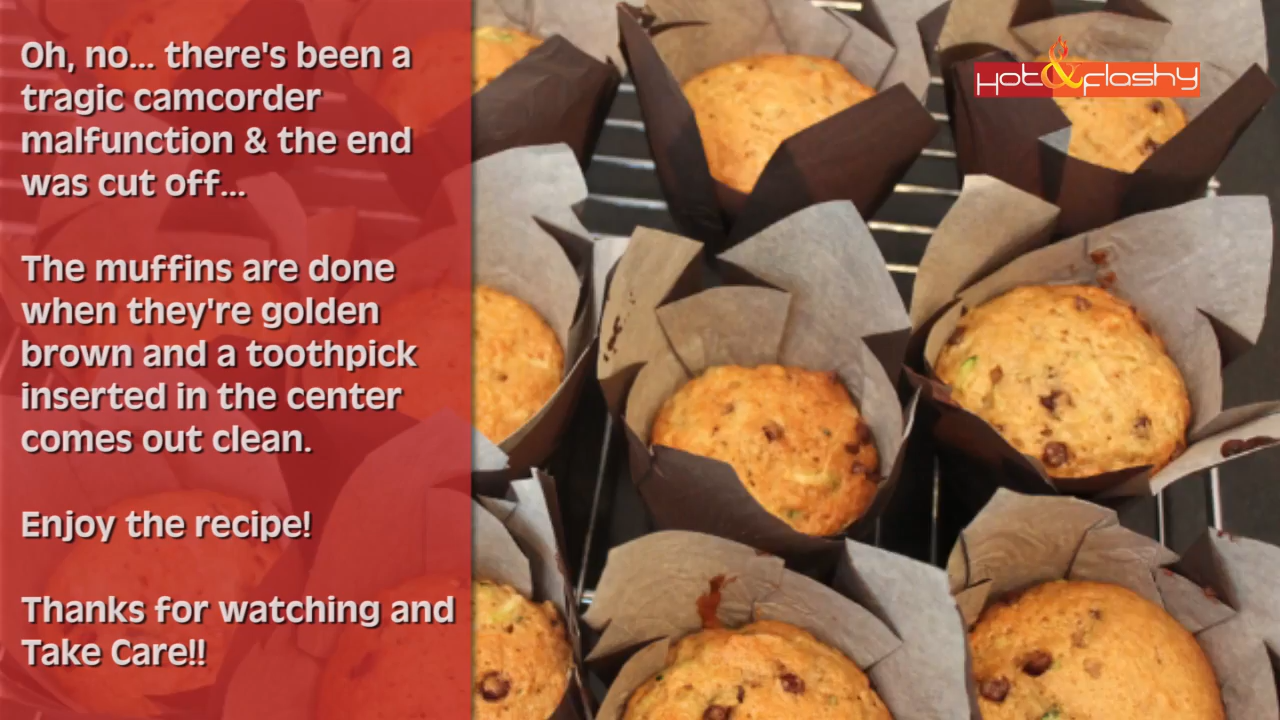 Oh, no... there's been a
tragic camcorder
malfunction & the end
was cut off...
The muffins are done
when they're golden
brown and a toothpick
inserted in the center
comes out clean.
Enjoy the recipe!
Thanks for watching and
Take Care!!
Hot & Flashy